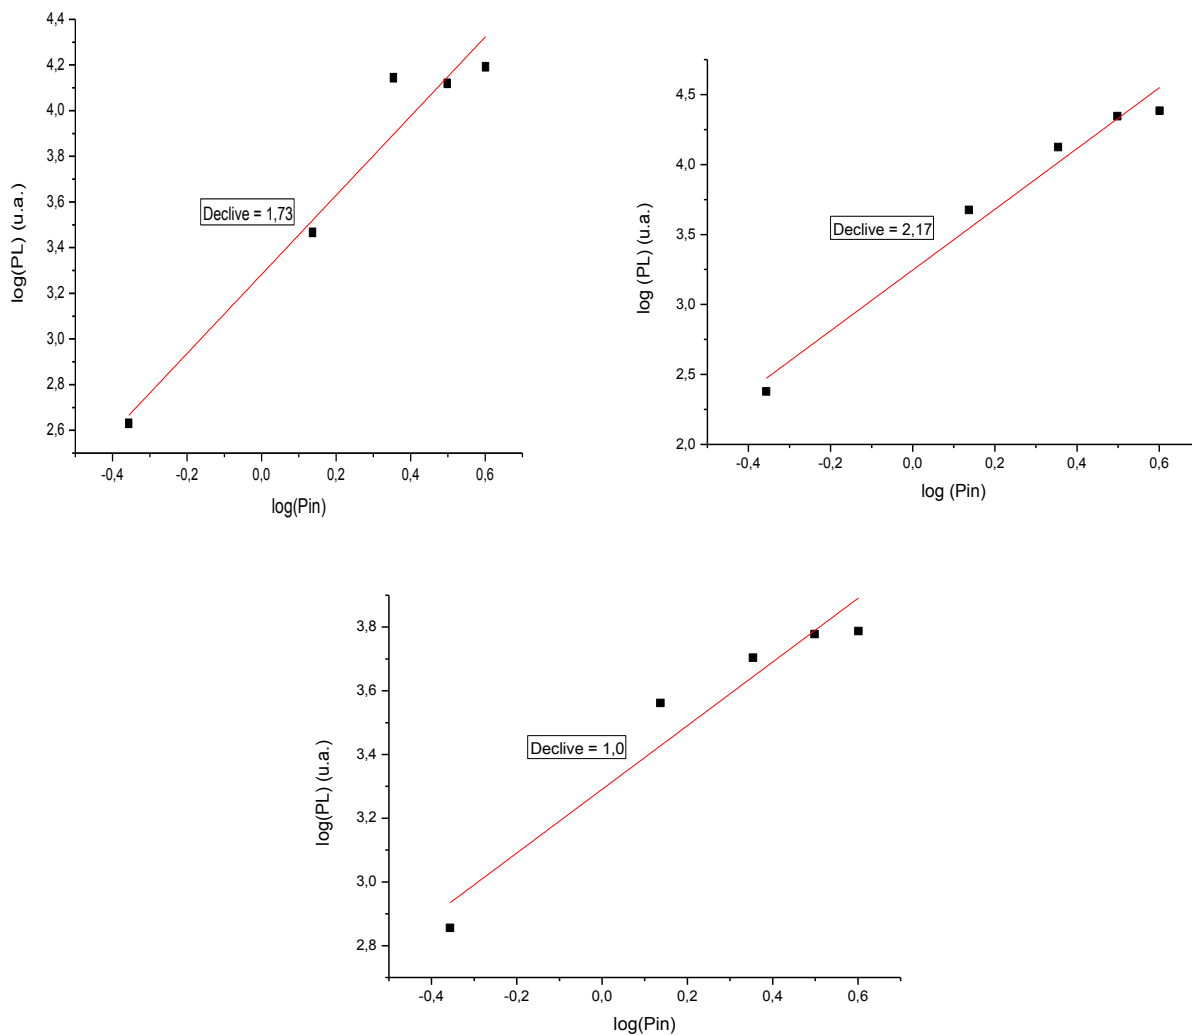 4,4
4,2
4,0
3,8
3,6
3,4
3,2
3,0
2,8
2,6
log(PL) (u.a.)
Declive = 1,73
-0,4 -0,2 0,0 0,2 0,4 0,6
log(Pin)
4,5
4,0
3,5
3,0
2,5
2,0
log (PL) (u.a.)
Declive = 2,17
-0,4 -0,2 0,0 0,2 0,4 0,6
log (Pin)
3,8
3,6
3,4
3,2
3,0
2,8
log(PL) (u.a.)
Declive = 1,0
-0,4 -0,2 0,0 0,2 0,4 0,6
log(Pin)